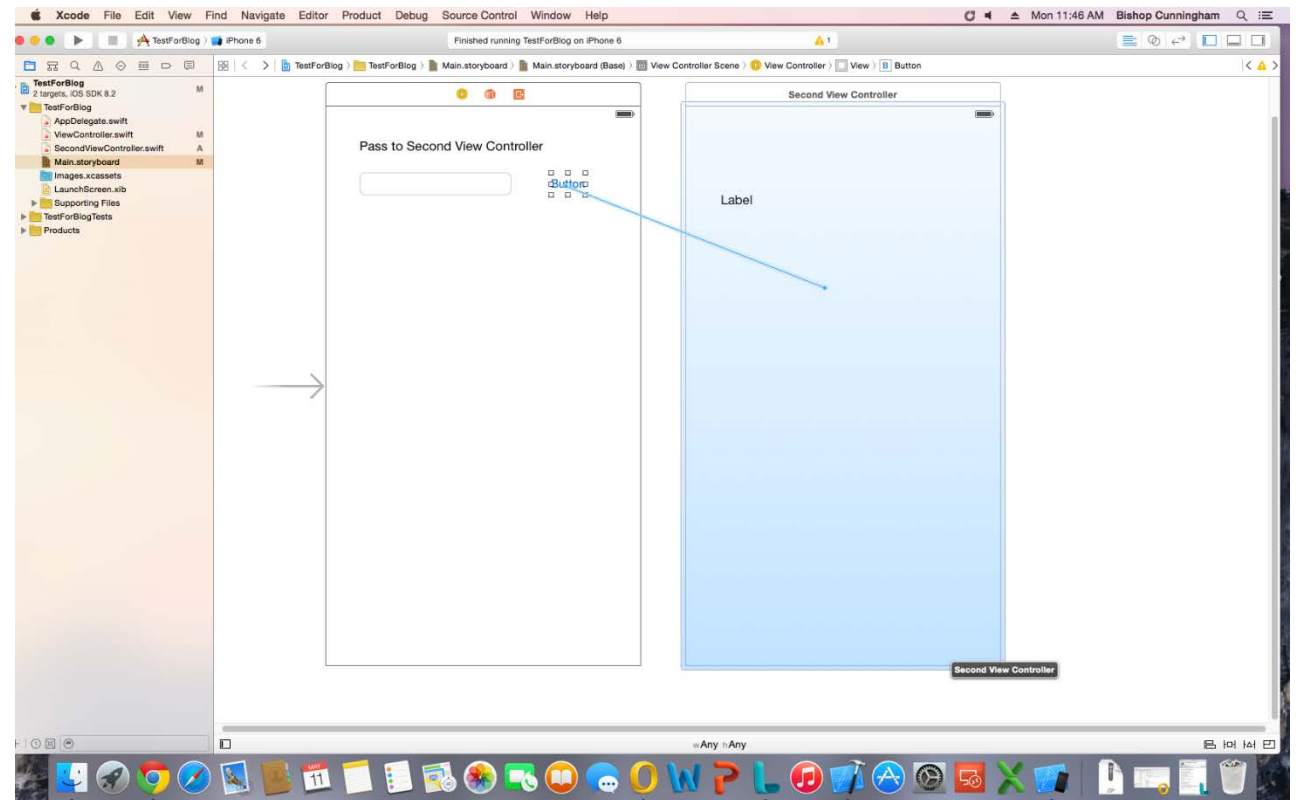 Xcode File Edit View Find Navigate Editor Product Debug Source Control Window Help Mon 11:46 AM Bishop Cunningham
TestForBlog iPhone 6 Finished running TestForBlog on iPhone 6 1
TestForBlog TestForBlog Main.storyboard Main.storyboard (Base) View Controller Scene View Controller View B Button
TestForBlog
2 targets, iOS SDK 8.2 M
TestForBlog
AppDelegate.swift
ViewController.swift M
SecondViewController.swift A
Main.storyboard M
Images.xcassets
LaunchScreen.xib
Supporting Files
TestForBlogTests
Products
Second View Controller
Pass to Second View Controller
Button
Label
Second View Controller
wAny hAny
MAY
11